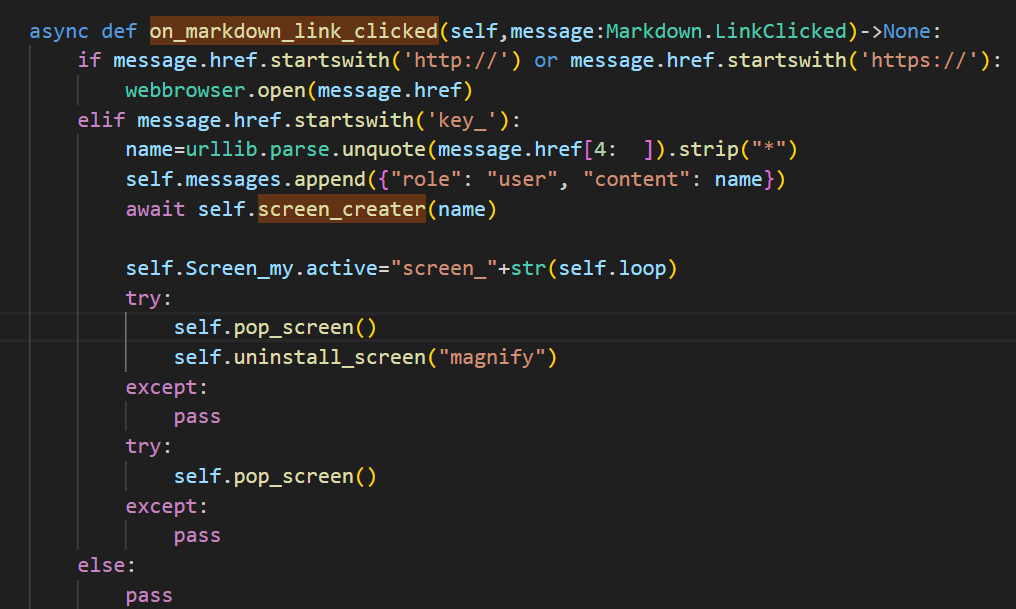 async def on_markdown_link_clicked(self,message:Markdown.LinkClicked)->None:
    if message.href.startswith('http://') or message.href.startswith('https://'):
        webbrowser.open(message.href)
    elif message.href.startswith('key_'):
        name=urllib.parse.unquote(message.href[4:  ]).strip("*")
        self.messages.append({"role": "user", "content": name})
        await self.screen_creater(name)

        self.Screen_my.active="screen_"+str(self.loop)
        try:
            self.pop_screen()
            self.uninstall_screen("magnify")
        except:
            pass
        try:
            self.pop_screen()
        except:
            pass
    else:
        pass